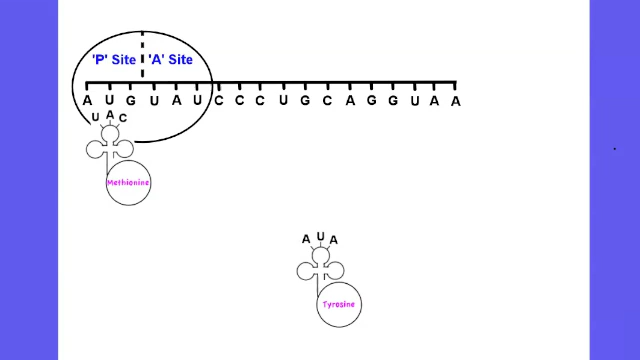 'P' Site 'A' Site
A U G U A U C C C U G C A G G U A A
U A C
Methionine
A U A
Tyrosine